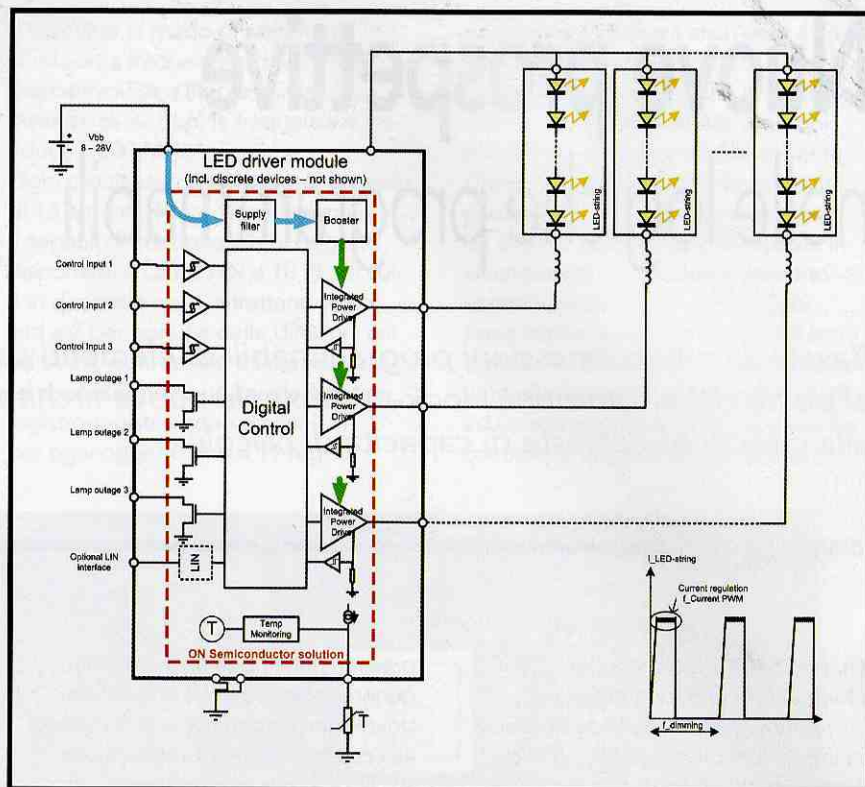 Vbb
8 – 28V
LED driver module
(Incl. discrete devices – not shown)
Supply
filter
Booster
Control Input 1
Control Input 2
Control Input 3
Lamp outage 1
Lamp outage 2
Lamp outage 3
Optional LIN
interface
LIN
Digital
Control
Integrated
Power
Driver
Integrated
Power
Driver
Integrated
Power
Driver
T
Temp
Monitoring
ON Semiconductor solution
T
LED-string
LED-string
LED-string
I_LED-string
Current regulation
f_Current PWM
f_dimming